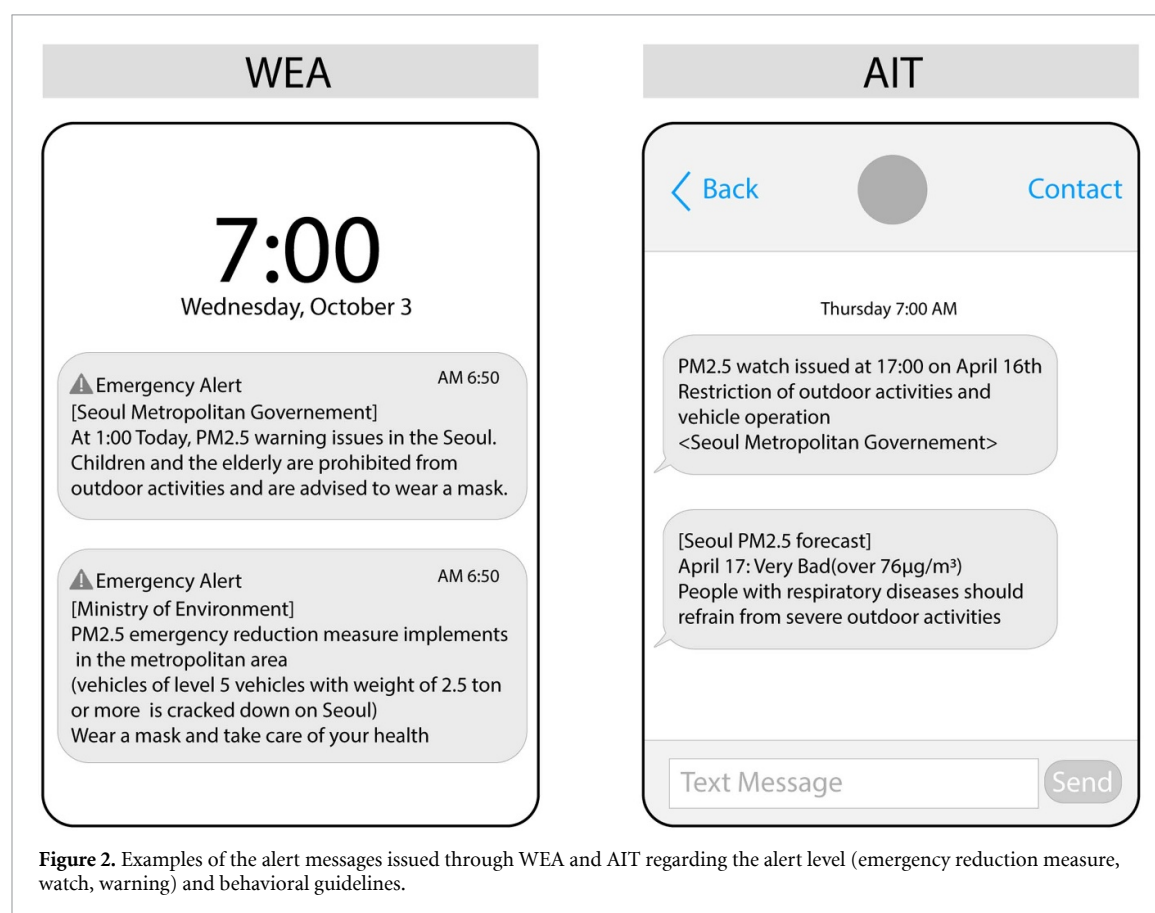 WEA
7:00
Wednesday, October 3
Emergency Alert AM 6:50
[Seoul Metropolitan Governement]
At 1:00 Today, PM2.5 warning issues in the Seoul.
Children and the elderly are prohibited from
outdoor activities and are advised to wear a mask.
Emergency Alert AM 6:50
[Ministry of Environment]
PM2.5 emergency reduction measure implements
in the metropolitan area
(vehicles of level 5 vehicles with weight of 2.5 ton
or more is cracked down on Seoul)
Wear a mask and take care of your health
AIT
Back
Contact
Thursday 7:00 AM
PM2.5 watch issued at 17:00 on April 16th
Restriction of outdoor activities and
vehicle operation
<Seoul Metropolitan Governement>
[Seoul PM2.5 forecast]
April 17: Very Bad(over 76μg/m³)
People with respiratory diseases should
refrain from severe outdoor activities
Text Message
Send
Figure 2. Examples of the alert messages issued through WEA and AIT regarding the alert level (emergency reduction measure,
watch, warning) and behavioral guidelines.